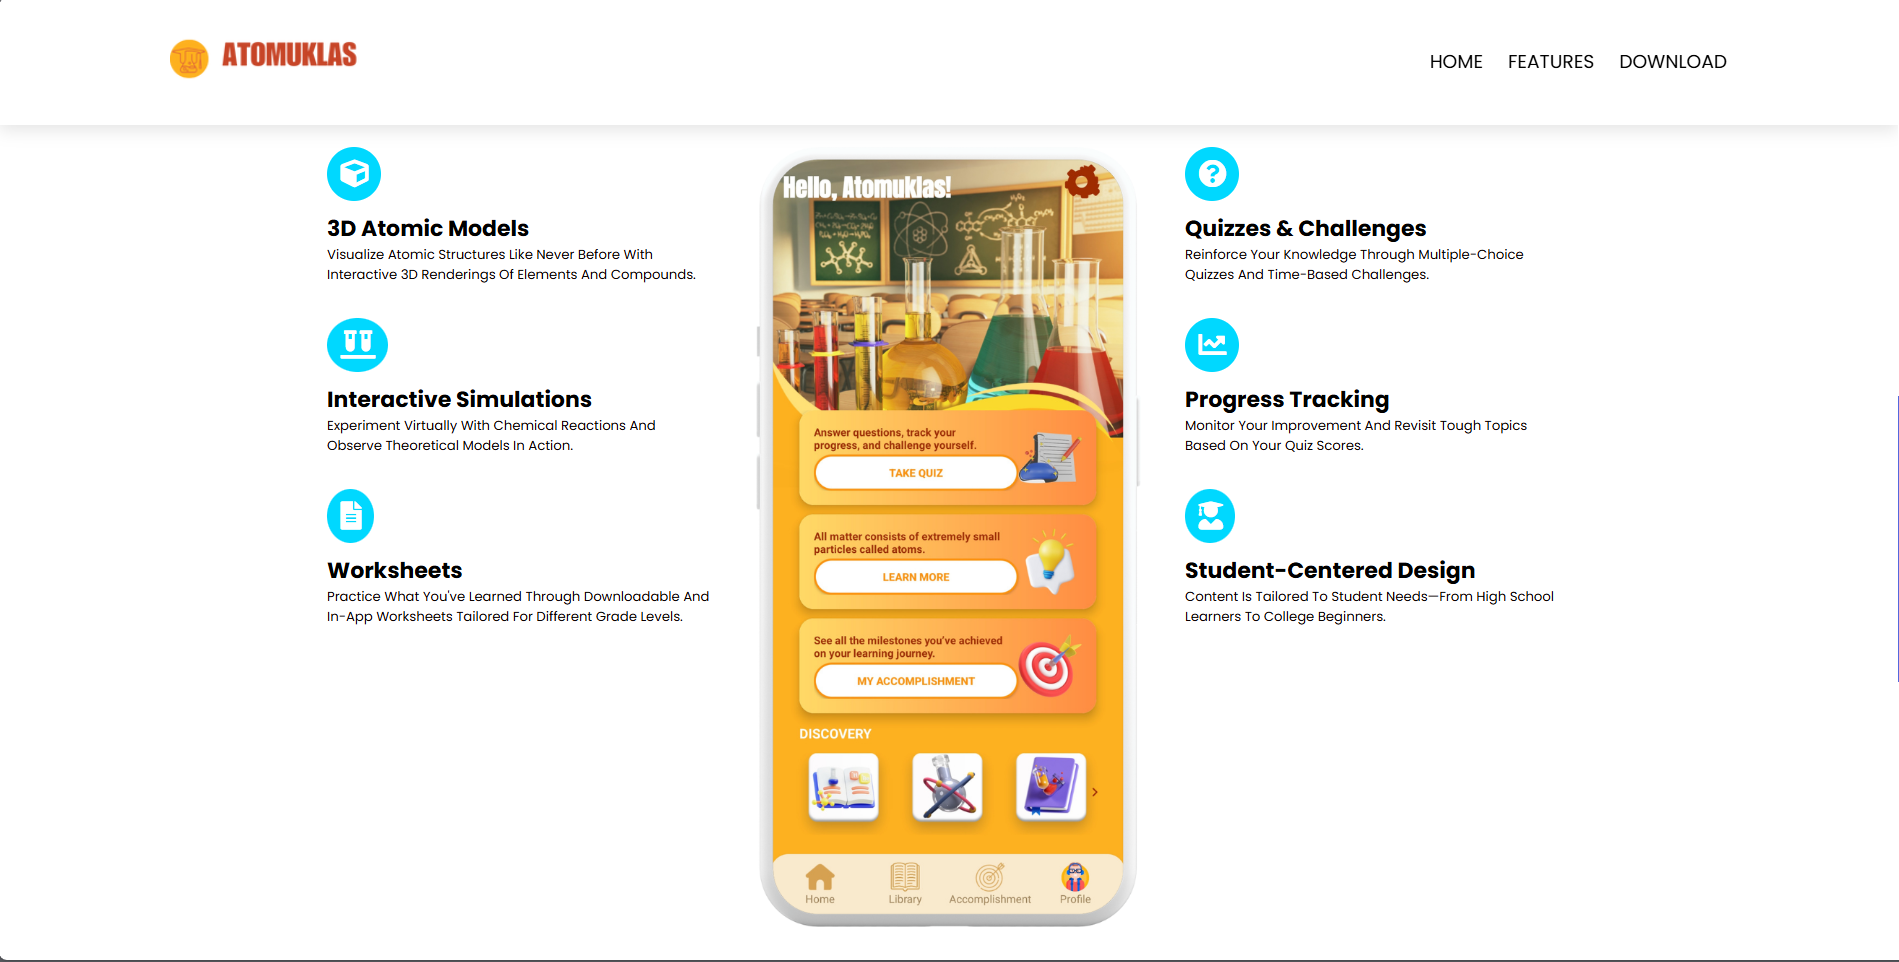 ATOMUKLAS
HOME FEATURES DOWNLOAD
3D Atomic Models
Visualize Atomic Structures Like Never Before With
Interactive 3D Renderings Of Elements And Compounds.
Interactive Simulations
Experiment Virtually With Chemical Reactions And
Observe Theoretical Models In Action.
Worksheets
Practice What You've Learned Through Downloadable And
In-App Worksheets Tailored For Different Grade Levels.
Hello, Atomuklas!
Answer questions, track your
progress, and challenge yourself.
TAKE QUIZ
All matter consists of extremely small
particles called atoms.
LEARN MORE
See all the milestones you've achieved
on your learning journey.
MY ACCOMPLISHMENT
DISCOVERY
Home Library Accomplishment Profile
Quizzes & Challenges
Reinforce Your Knowledge Through Multiple-Choice
Quizzes And Time-Based Challenges.
Progress Tracking
Monitor Your Improvement And Revisit Tough Topics
Based On Your Quiz Scores.
Student-Centered Design
Content Is Tailored To Student Needs—From High School
Learners To College Beginners.